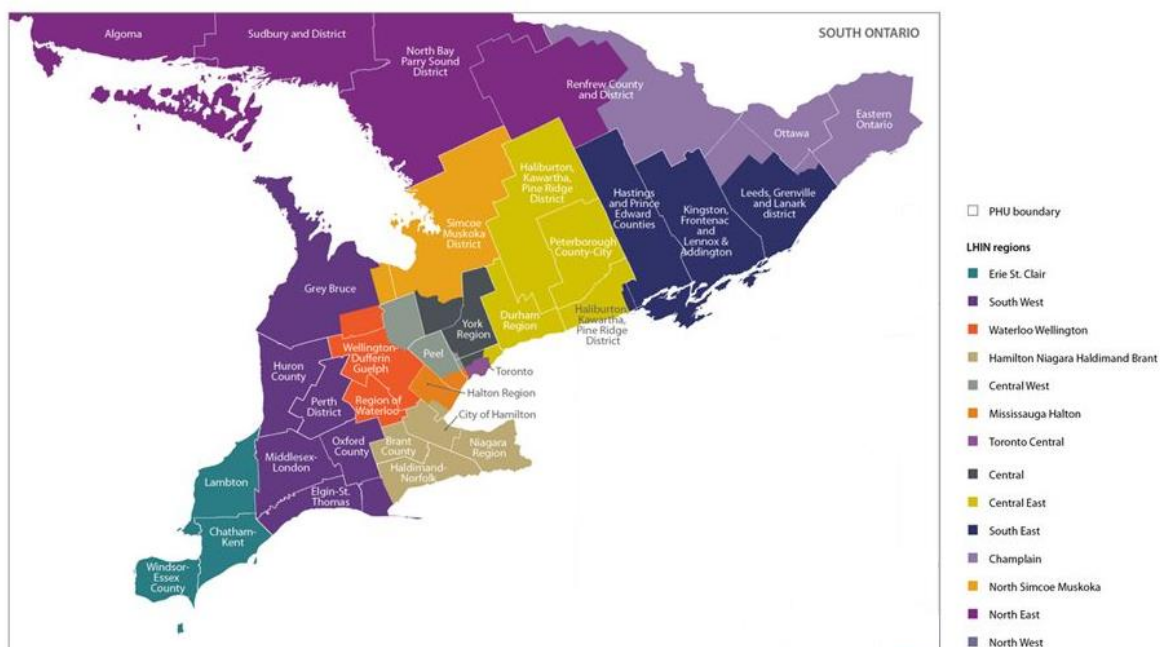 SOUTH ONTARIO
Algoma
Sudbury and District
North Bay
Parry Sound
District
Renfrew County
and District
Ottawa
Eastern
Ontario
Haliburton,
Kawartha,
Pine Ridge
District
Hastings
and Prince
Edward
Counties
Kingston,
Frontenac
and
Lennox &
Addington
Leeds, Grenville
and Lanark
district
Simcoe
Muskoka
District
Peterborough
County-City
Grey Bruce
York
Region
Durham
Region
Haliburton,
Kawartha,
Pine Ridge
District
Wellington-
Dufferin
Guelph
Peel
Toronto
Huron
County
Halton Region
Perth
District
Region of
Waterloo
City of Hamilton
Oxford
County
Brant
County
Niagara
Region
Middlesex-
London
Haldimand-
Norfolk
Lambton
Elgin-St.
Thomas
Chatham-
Kent
Windsor-
Essex
County
PHU boundary
LHIN regions
Erie St. Clair
South West
Waterloo Wellington
Hamilton Niagara Haldimand Brant
Central West
Mississauga Halton
Toronto Central
Central
Central East
South East
Champlain
North Simcoe Muskoka
North East
North West